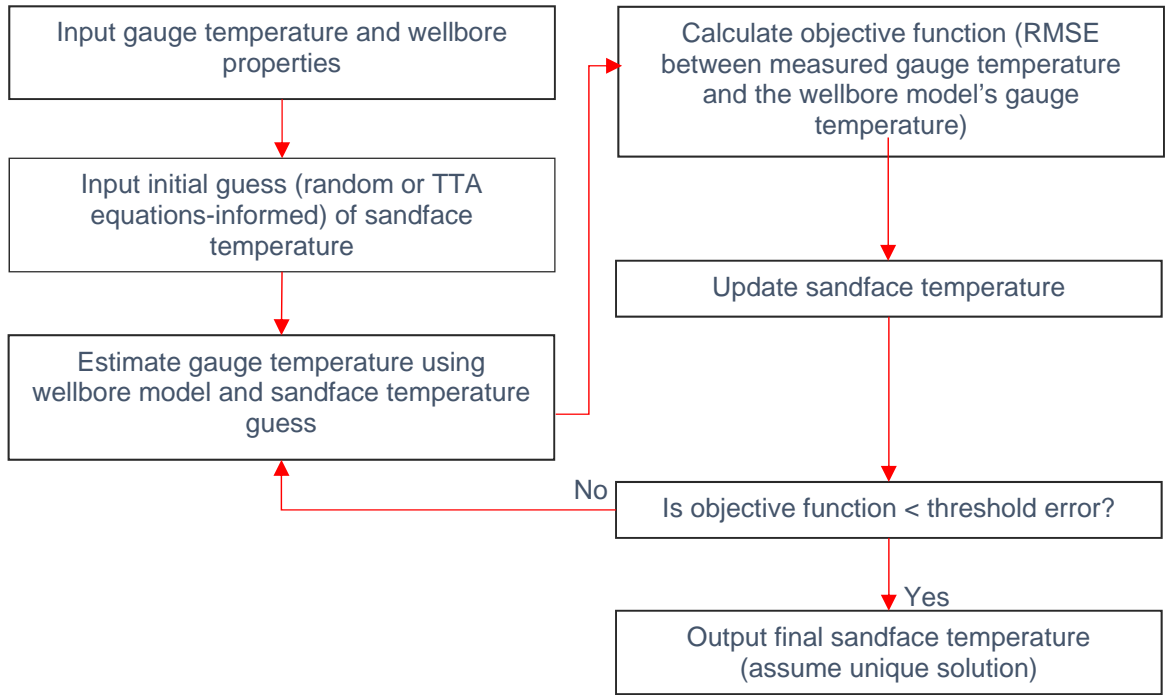 Input gauge temperature and wellbore
properties
Input initial guess (random or TTA
equations-informed) of sandface
temperature
Estimate gauge temperature using
wellbore model and sandface temperature
guess
Calculate objective function (RMSE
between measured gauge temperature
and the wellbore model’s gauge
temperature)
Update sandface temperature
No
Is objective function < threshold error?
Yes
Output final sandface temperature
(assume unique solution)